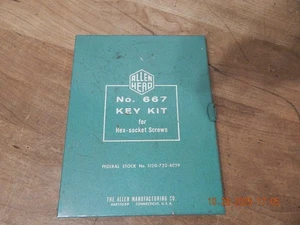 ALLEN
HEAD
No. 667
KEY KIT
for
Hex-socket Screws
FEDERAL STOCK No.
THE ALLEN MANUFACTURING CO.
HARTFORD CONNECTICUT, U.S.A.